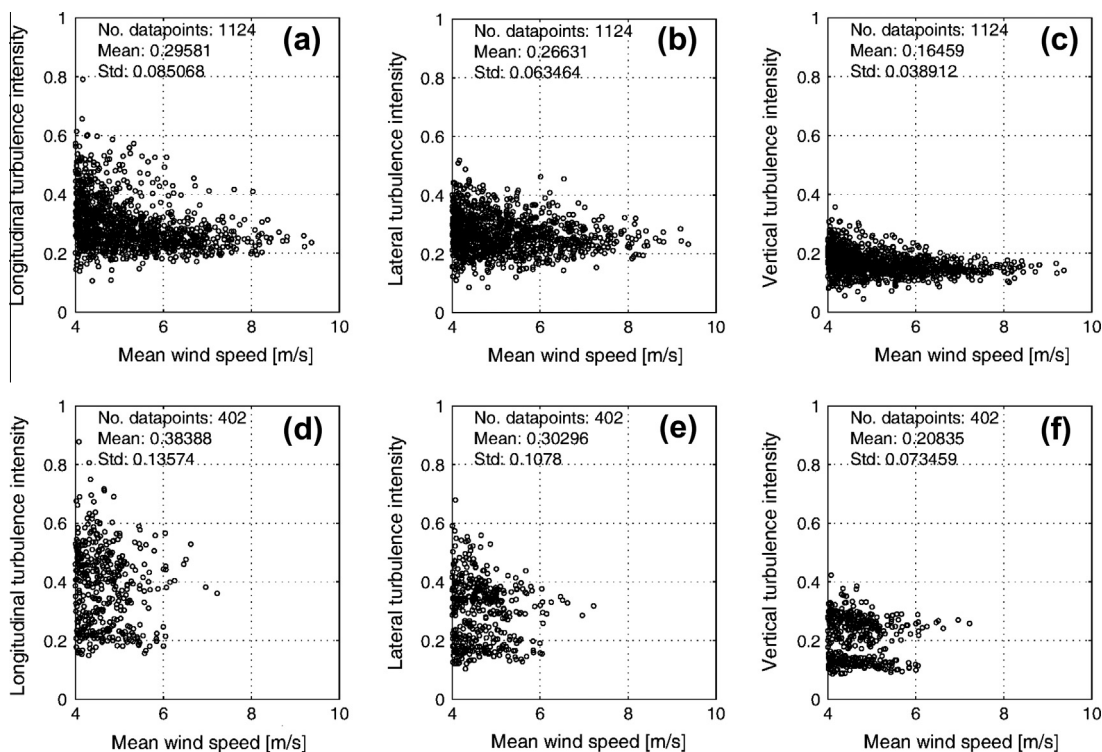 No. datapoints: 1124
Mean: 0.29581
Std: 0.085068
(a)
Longitudinal turbulence intensity
1
0.8
0.6
0.4
0.2
0
4
6
8
10
Mean wind speed [m/s]
No. datapoints: 1124
Mean: 0.26631
Std: 0.063464
(b)
Lateral turbulence intensity
1
0.8
0.6
0.4
0.2
0
4
6
8
10
Mean wind speed [m/s]
No. datapoints: 1124
Mean: 0.16459
Std: 0.038912
(c)
Vertical turbulence intensity
1
0.8
0.6
0.4
0.2
0
4
6
8
10
Mean wind speed [m/s]
No. datapoints: 402
Mean: 0.38388
Std: 0.13574
(d)
Longitudinal turbulence intensity
1
0.8
0.6
0.4
0.2
0
4
6
8
10
Mean wind speed [m/s]
No. datapoints: 402
Mean: 0.30296
Std: 0.1078
(e)
Lateral turbulence intensity
1
0.8
0.6
0.4
0.2
0
4
6
8
10
Mean wind speed [m/s]
No. datapoints: 402
Mean: 0.20835
Std: 0.073459
(f)
Vertical turbulence intensity
1
0.8
0.6
0.4
0.2
0
4
6
8
10
Mean wind speed [m/s]